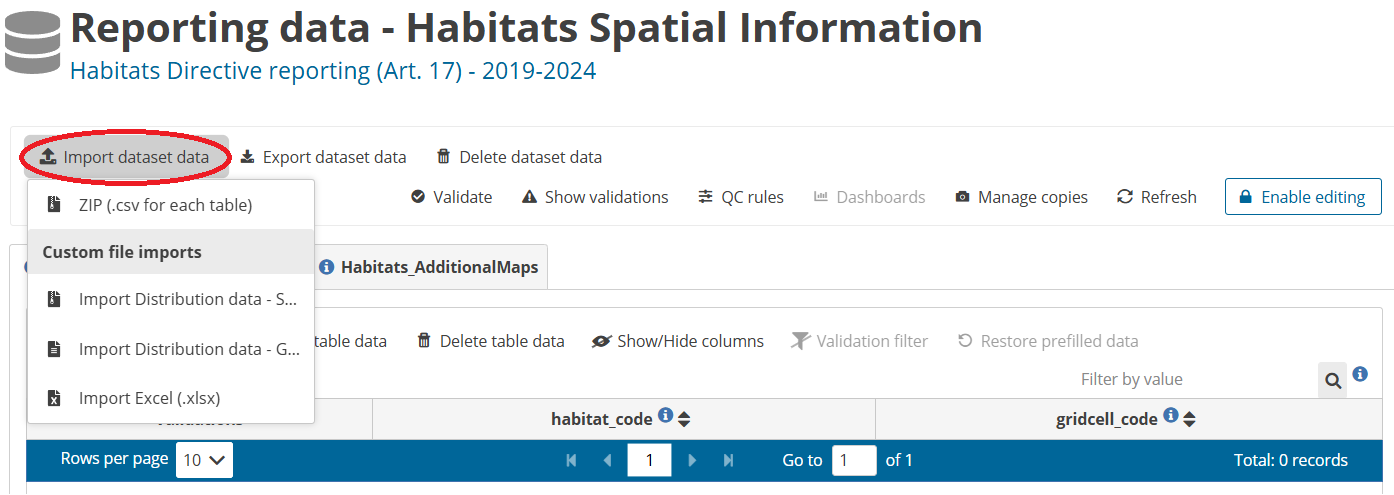 Reporting data - Habitats Spatial Information
Habitats Directive reporting (Art. 17) - 2019-2024
Import dataset data
Export dataset data
Delete dataset data
ZIP (.csv for each table)
Custom file imports
Import Distribution data - S...
Import Distribution data - G...
Import Excel (.xlsx)
Validate
Show validations
QC rules
Dashboards
Manage copies
Refresh
Enable editing
Habitats_AdditionalMaps
table data
Delete table data
Show/Hide columns
Validation filter
Restore prefilled data
Filter by value
habitat_code
gridcell_code
Rows per page 10
1
Go to 1 of 1
Total: 0 records